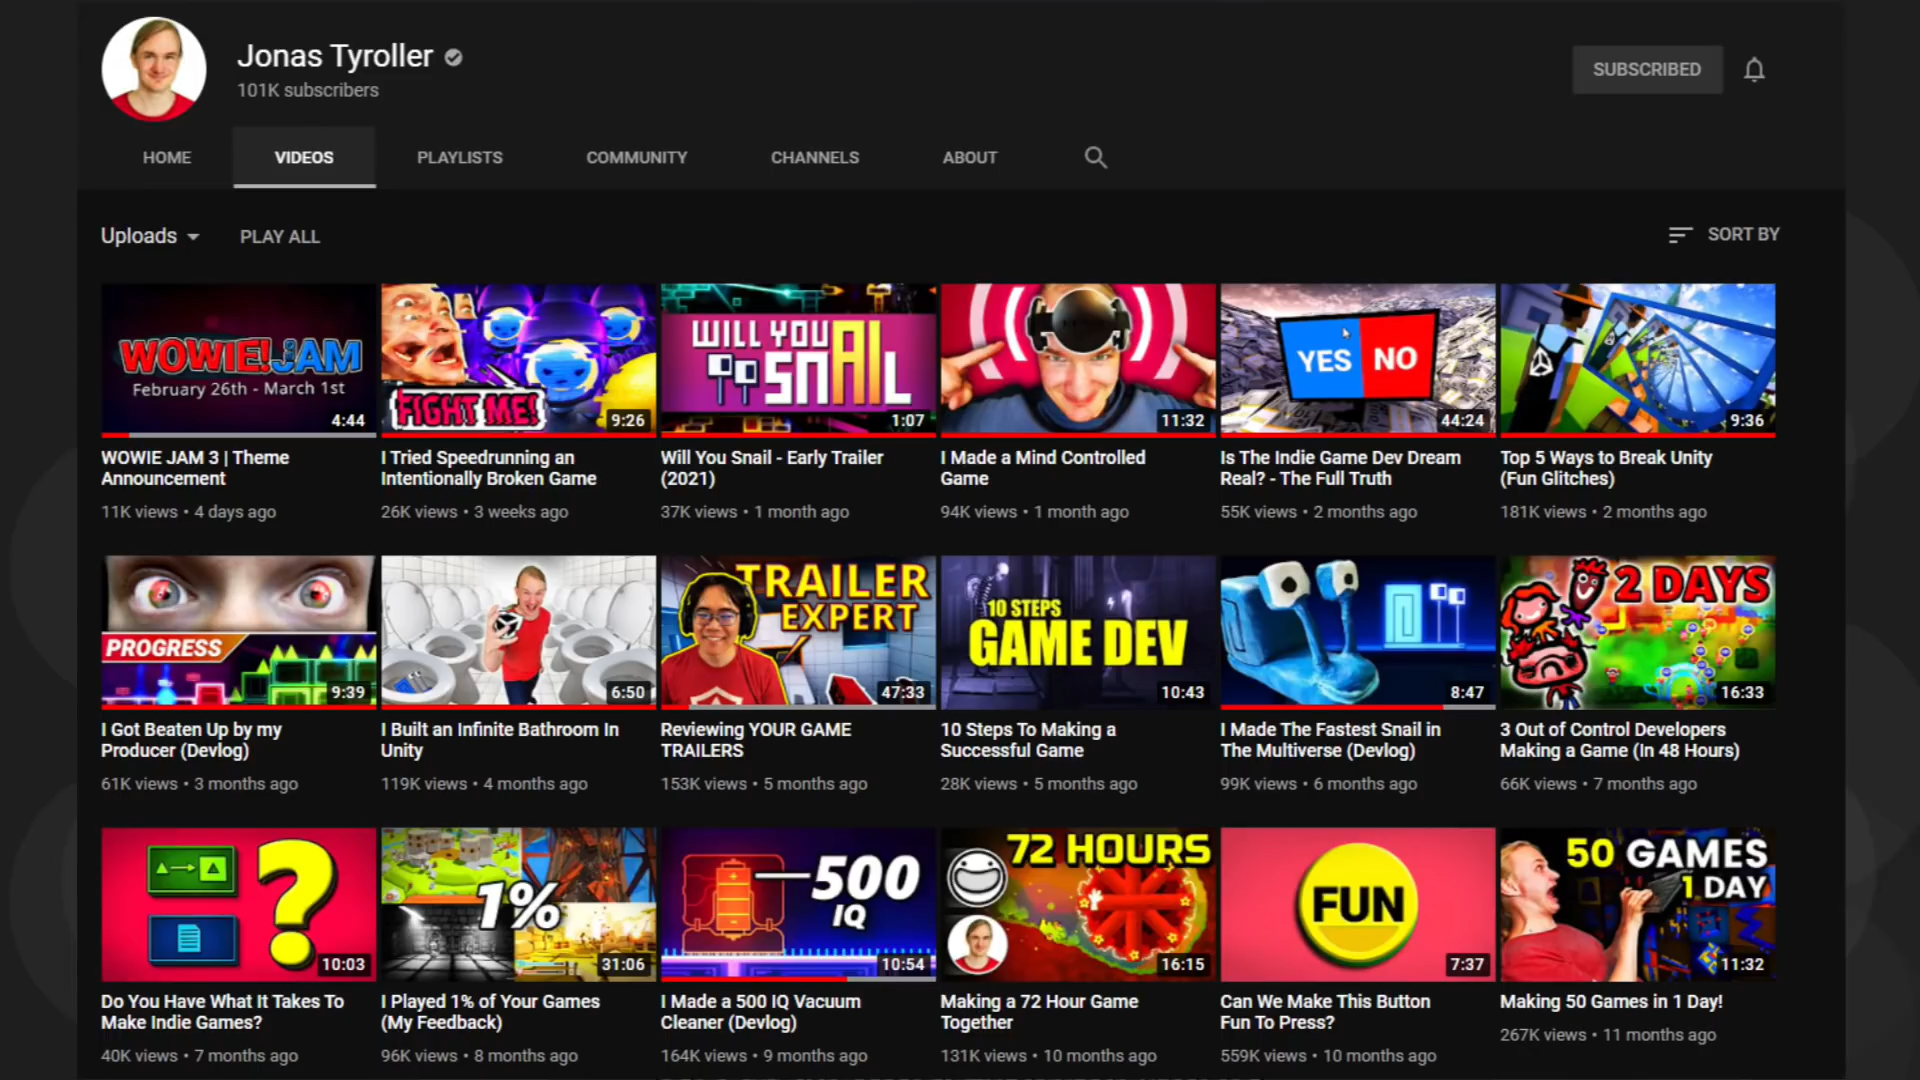 Jonas Tyroller
101K subscribers
SUBSCRIBED
HOME VIDEOS PLAYLISTS COMMUNITY CHANNELS ABOUT
Uploads PLAY ALL SORT BY
WOWIE! JAM
February 26th - March 1st
4:44
FIGHT ME!
9:26
WILL YOU
SNAIL
1:07
11:32
YES NO
44:24
9:36
WOWIE JAM 3 | Theme
Announcement
11K views • 4 days ago
I Tried Speedrunning an
Intentionally Broken Game
26K views • 3 weeks ago
Will You Snail - Early Trailer
(2021)
37K views • 1 month ago
I Made a Mind Controlled
Game
94K views • 1 month ago
Is The Indie Game Dev Dream
Real? - The Full Truth
55K views • 2 months ago
Top 5 Ways to Break Unity
(Fun Glitches)
181K views • 2 months ago
PROGRESS
9:39
6:50
TRAILER
EXPERT
47:33
10 STEPS
GAME DEV
10:43
8:47
2 DAYS
16:33
I Got Beaten Up by my
Producer (Devlog)
61K views • 3 months ago
I Built an Infinite Bathroom In
Unity
119K views • 4 months ago
Reviewing YOUR GAME
TRAILERS
153K views • 5 months ago
10 Steps To Making a
Successful Game
28K views • 5 months ago
I Made The Fastest Snail in
The Multiverse (Devlog)
99K views • 6 months ago
3 Out of Control Developers
Making a Game (In 48 Hours)
66K views • 7 months ago
?
10:03
1%
31:06
500
IQ
10:54
72 HOURS
16:15
FUN
7:37
50 GAMES
1 DAY
11:32
Do You Have What It Takes To
Make Indie Games?
40K views • 7 months ago
I Played 1% of Your Games
(My Feedback)
96K views • 8 months ago
I Made a 500 IQ Vacuum
Cleaner (Devlog)
164K views • 9 months ago
Making a 72 Hour Game
Together
131K views • 10 months ago
Can We Make This Button
Fun To Press?
559K views • 10 months ago
Making 50 Games in 1 Day!
267K views • 11 months ago